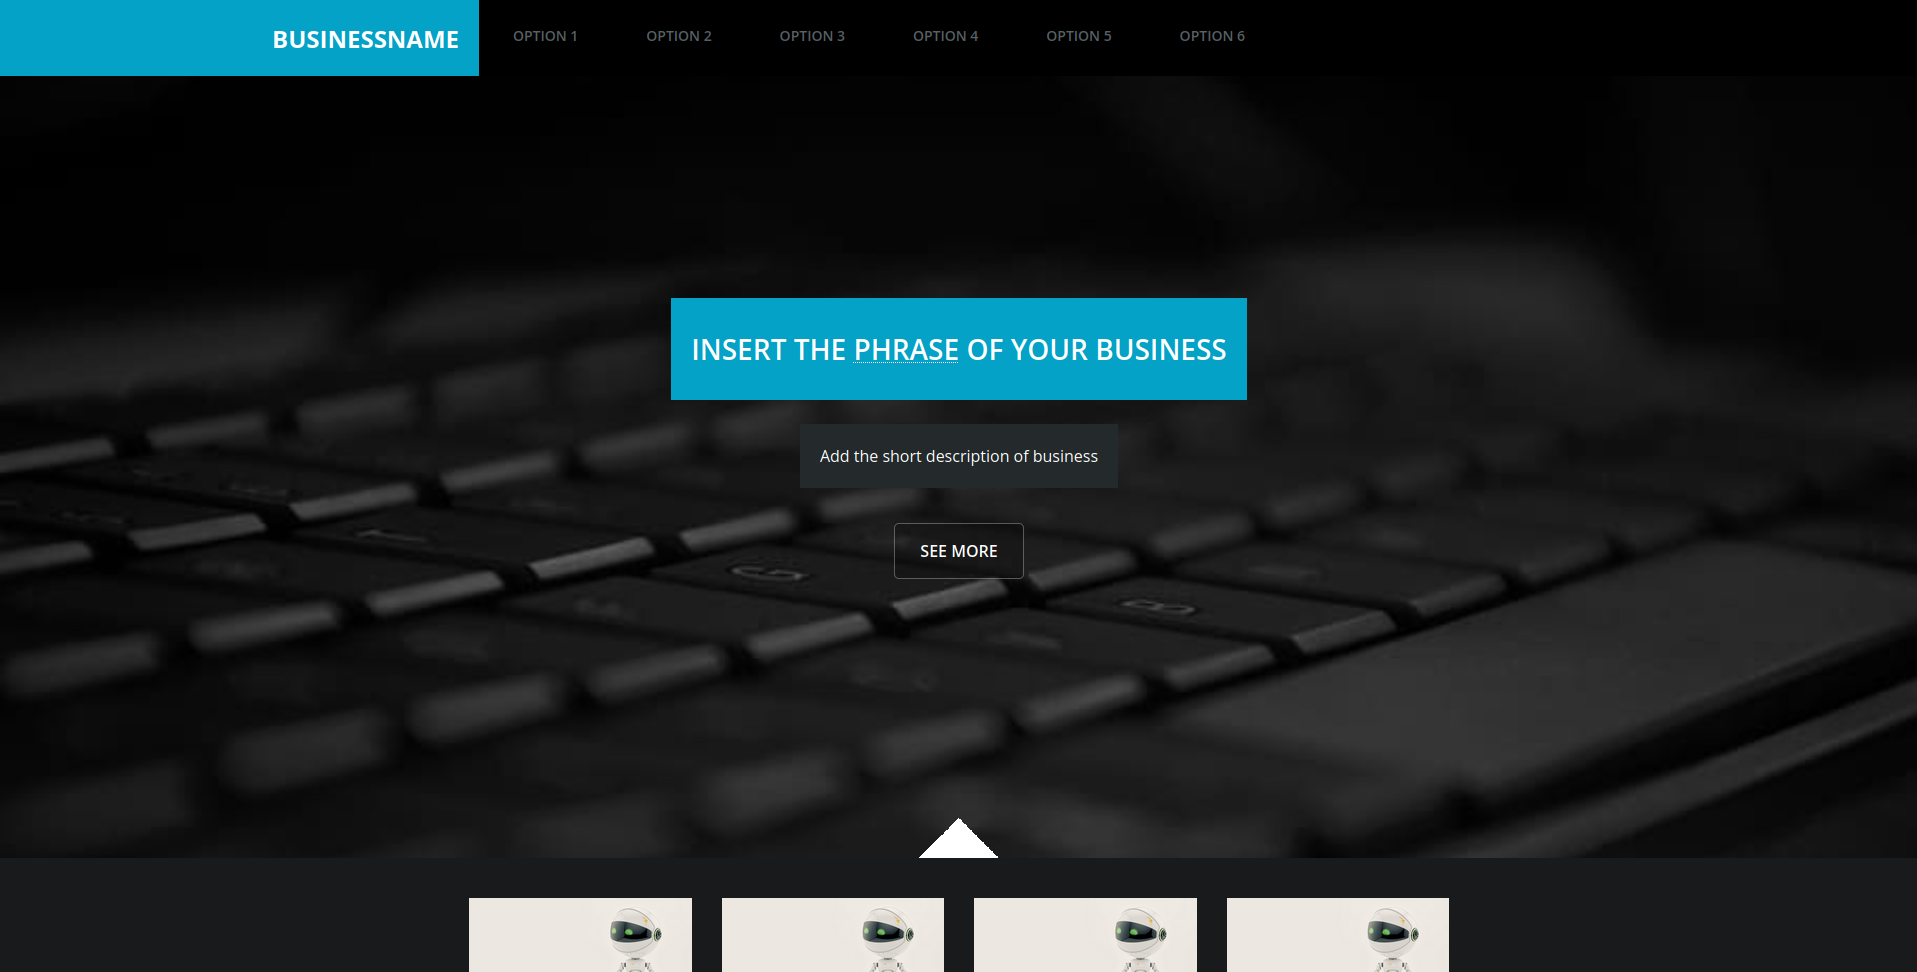 BUSINESSNAME
OPTION 1
OPTION 2
OPTION 3
OPTION 4
OPTION 5
OPTION 6
INSERT THE PHRASE OF YOUR BUSINESS
Add the short description of business
SEE MORE